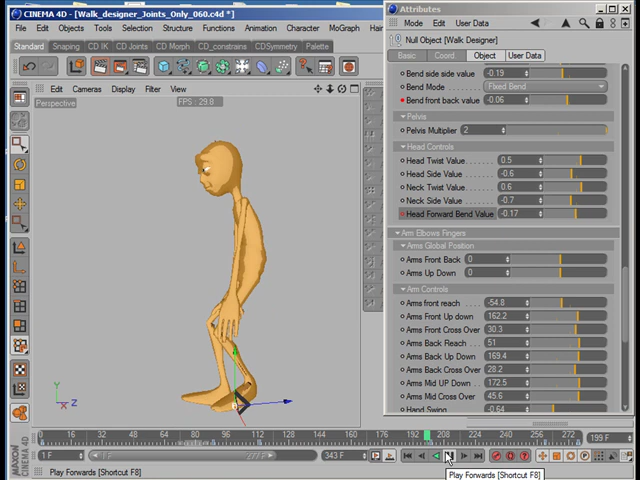 CINEMA 4D - [Walk_designer_Joints_Only_060.c4d *]
File Edit Objects Tools Selection Structure Functions Animation Character MoGraph
Standard Sculpting CD IK CD Joints CD Morph CD_constrains CDSymmetry Palette
Edit Cameras Display Filter View
Perspective
FPS : 29.8
Y
X Z
0 16 32 48 64 80 96 112 128 144 160 176 192 208 224 240 256 272
199 F
1 F
277 F
343 F
Play Forwards [Shortcut F8]
Play Forwards [Shortcut F8]
MAXON CINEMA 4D
Attributes
Mode Edit User Data
Null Object [Walk Designer]
Basic Coord. Object User Data
Bend side side value -0.19
Bend Mode Fixed Bend
Bend front back value -0.06
Pelvis
Pelvis Multiplier 2
Head Controls
Head Twist Value 0.5
Head Side Value -0.6
Neck Twist Value 0.6
Neck Side Value -0.7
Head Forward Bend Value -0.17
Arm Elbows Fingers
Arms Global Position
Arms Front Back 0
Arms Up Down 0
Arm Controls
Arms front reach -54.8
Arms Front Up down 162.2
Arms Front Cross Over 30.3
Arms Back Reach 51
Arms Back Up Down 169.4
Arms Back Cross Over 28.2
Arms Mid UP Down 172.5
Arms Mid Cross Over 45.6
Hand Swing -0.64